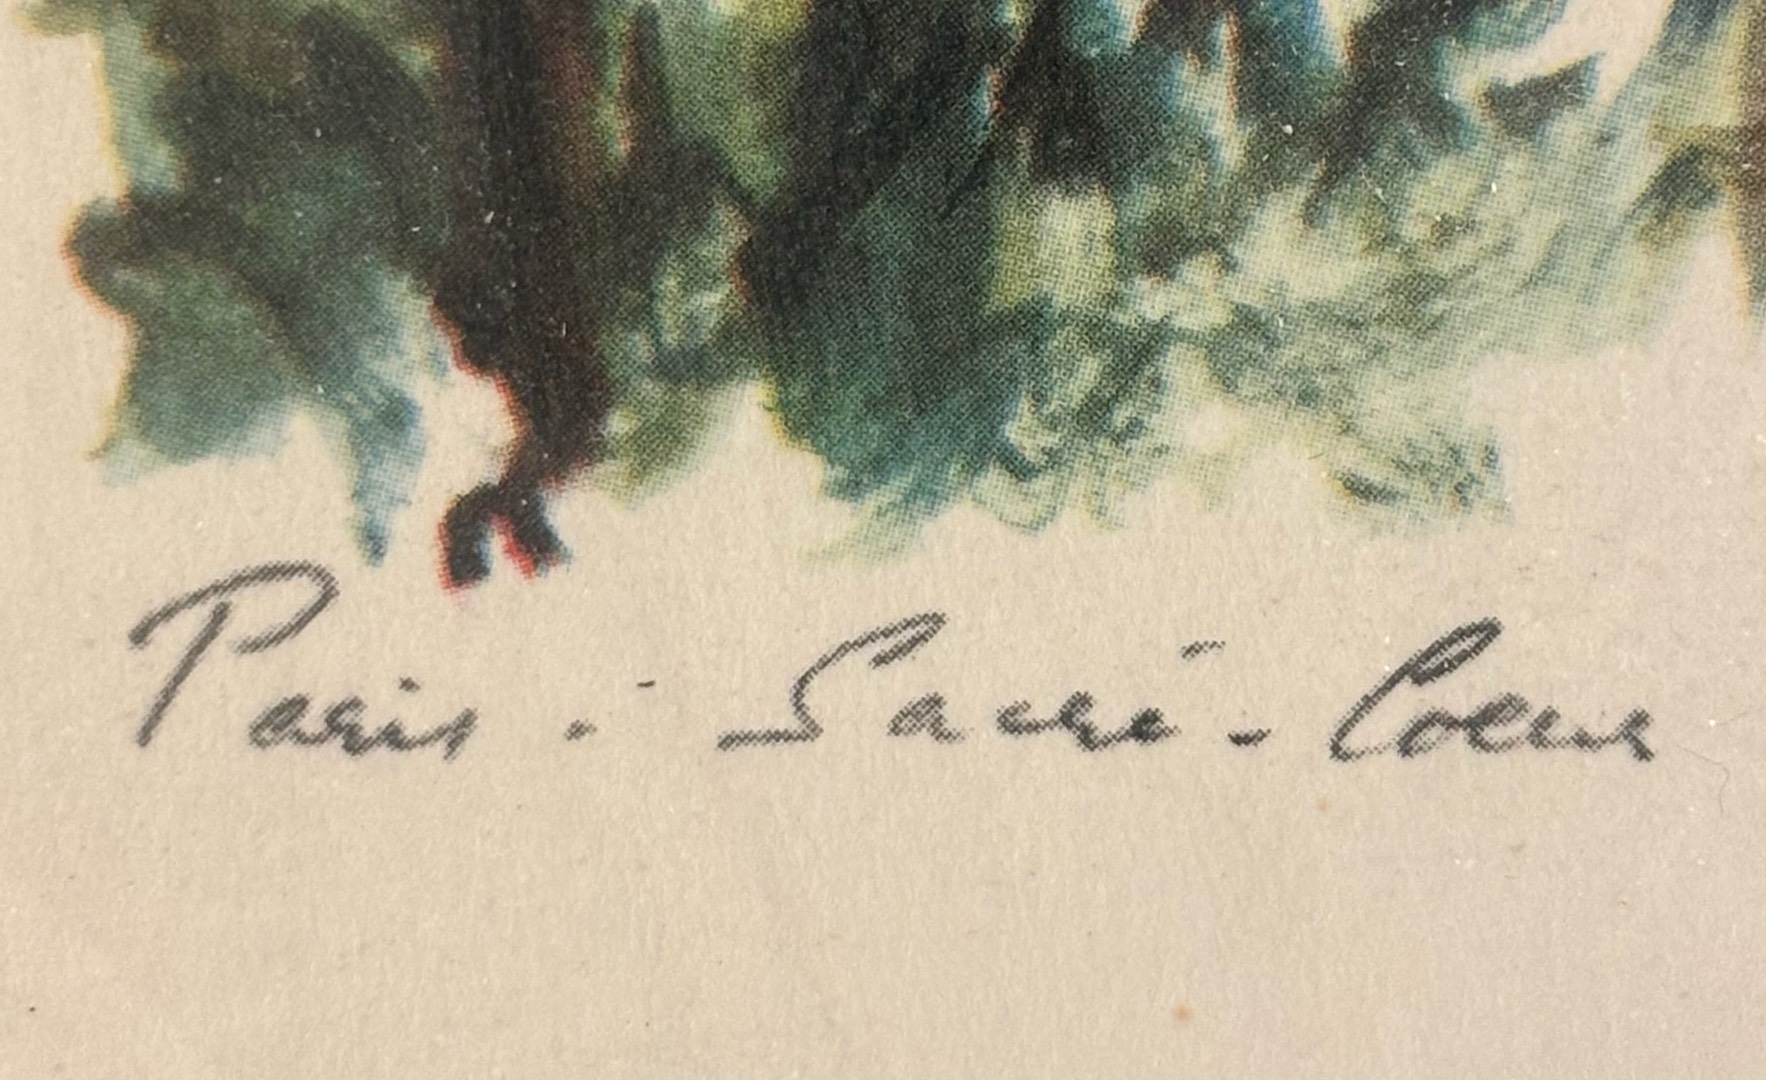 Paris . - Sacré - Coeur